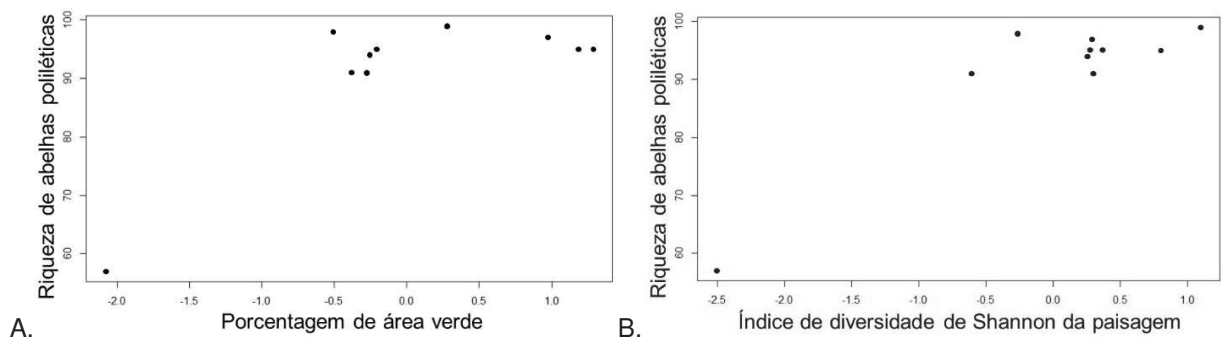 Riqueza de abelhas poliléticas
100
90
80
70
60
-2.0 -1.5 -1.0 -0.5 0.0 0.5 1.0
Porcentagem de área verde
A.
Riqueza de abelhas poliléticas
100
90
80
70
60
-2.5 -2.0 -1.5 -1.0 -0.5 0.0 0.5 1.0
Índice de diversidade de Shannon da paisagem
B.